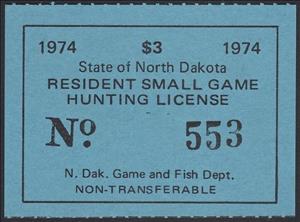 1974 $3 1974
State of North Dakota
RESIDENT SMALL GAME
HUNTING LICENSE
No. 553
N. Dak. Game and Fish Dept.
NON-TRANSFERABLE